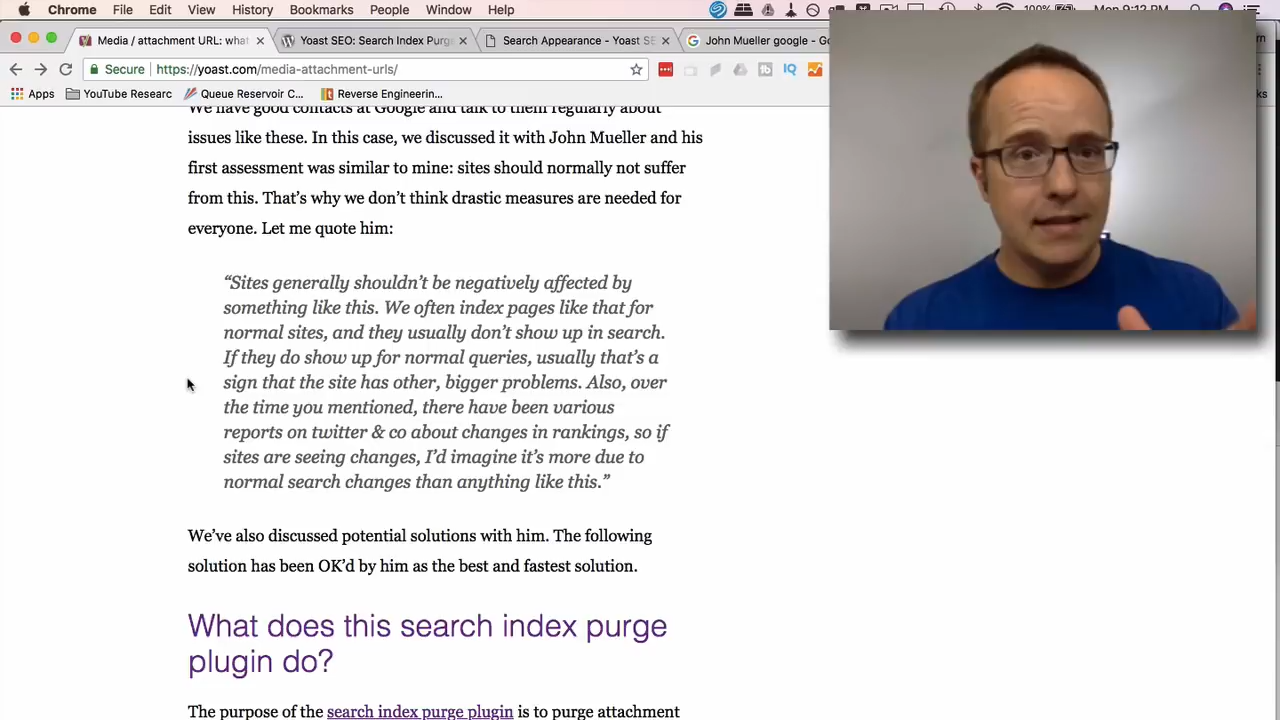 Chrome File Edit View History Bookmarks People Window Help 100% Mon 9:12 PM
Media / attachment URL: what Yoast SEO: Search Index Purge Search Appearance - Yoast SE John Mueller google - Go
Secure https://yoast.com/media-attachment-urls/
Apps YouTube Researc Queue Reservoir C... Reverse Engineerin...
We have good contacts at Google and talk to them regularly about
issues like these. In this case, we discussed it with John Mueller and his
first assessment was similar to mine: sites should normally not suffer
from this. That's why we don't think drastic measures are needed for
everyone. Let me quote him:
“Sites generally shouldn't be negatively affected by
something like this. We often index pages like that for
normal sites, and they usually don't show up in search.
If they do show up for normal queries, usually that's a
sign that the site has other, bigger problems. Also, over
the time you mentioned, there have been various
reports on twitter & co about changes in rankings, so if
sites are seeing changes, I'd imagine it's more due to
normal search changes than anything like this.”
We've also discussed potential solutions with him. The following
solution has been OK'd by him as the best and fastest solution.
What does this search index purge
plugin do?
The purpose of the search index purge plugin is to purge attachment